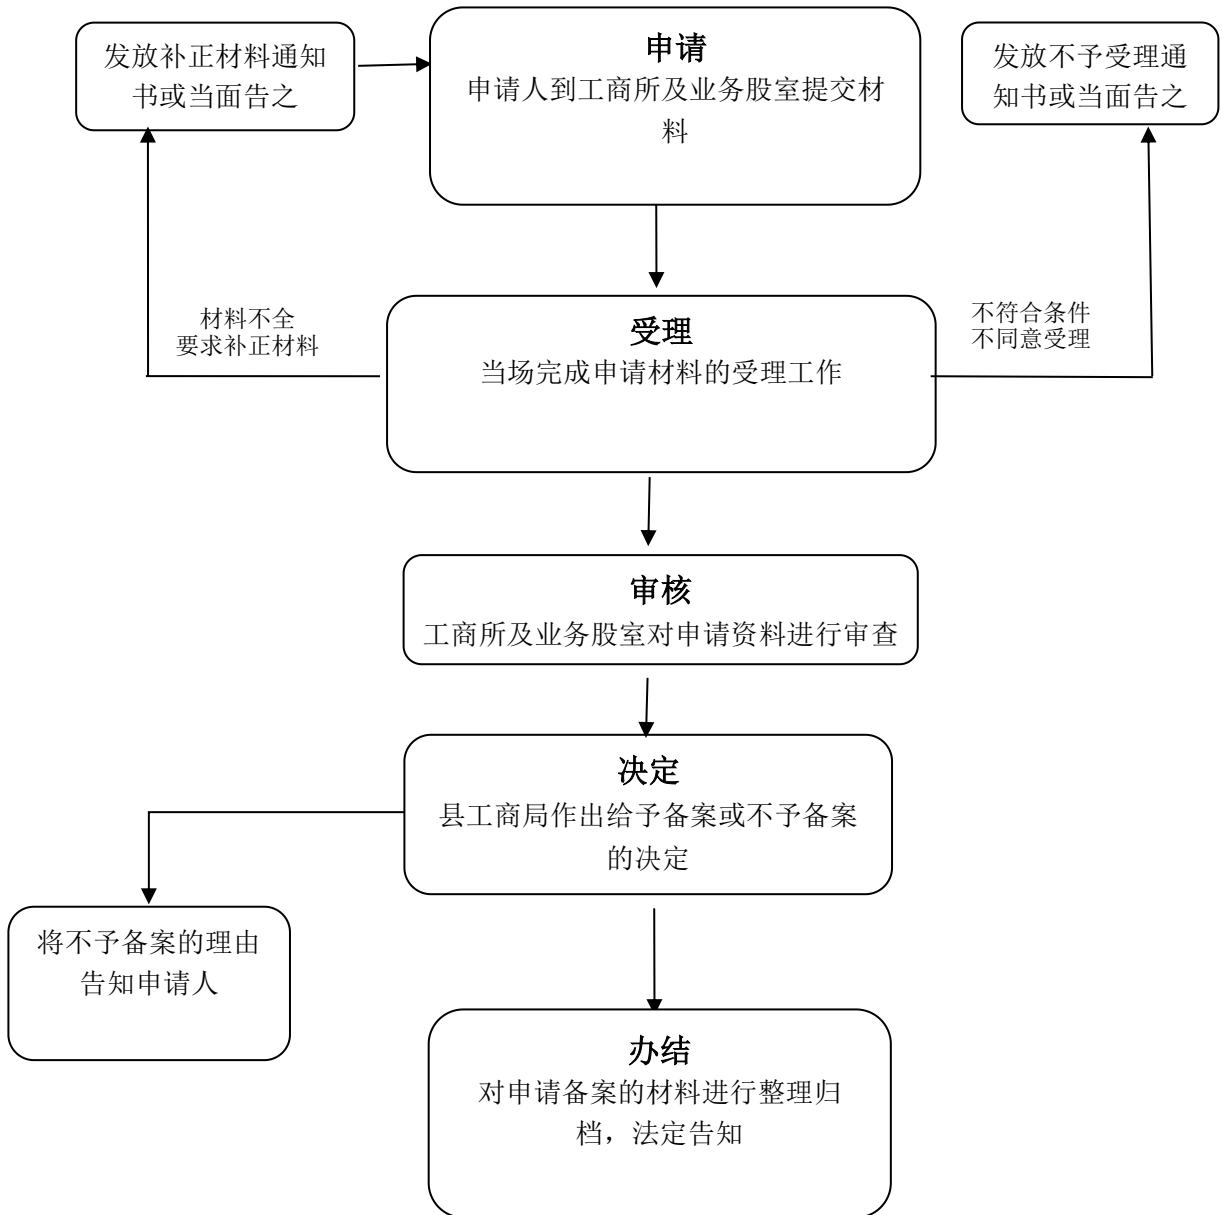 发放补正材料通知
书或当面告之
申请
申请人到工商所及业务股室提交材
料
发放不予受理通
知书或当面告之
材料不全
要求补正材料
受理
当场完成申请材料的受理工作
不符合条件
不同意受理
审核
工商所及业务股室对申请资料进行审查
决定
县工商局作出给予备案或不予备案
的决定
将不予备案的理由
告知申请人
办结
对申请备案的材料进行整理归
档，法定告知